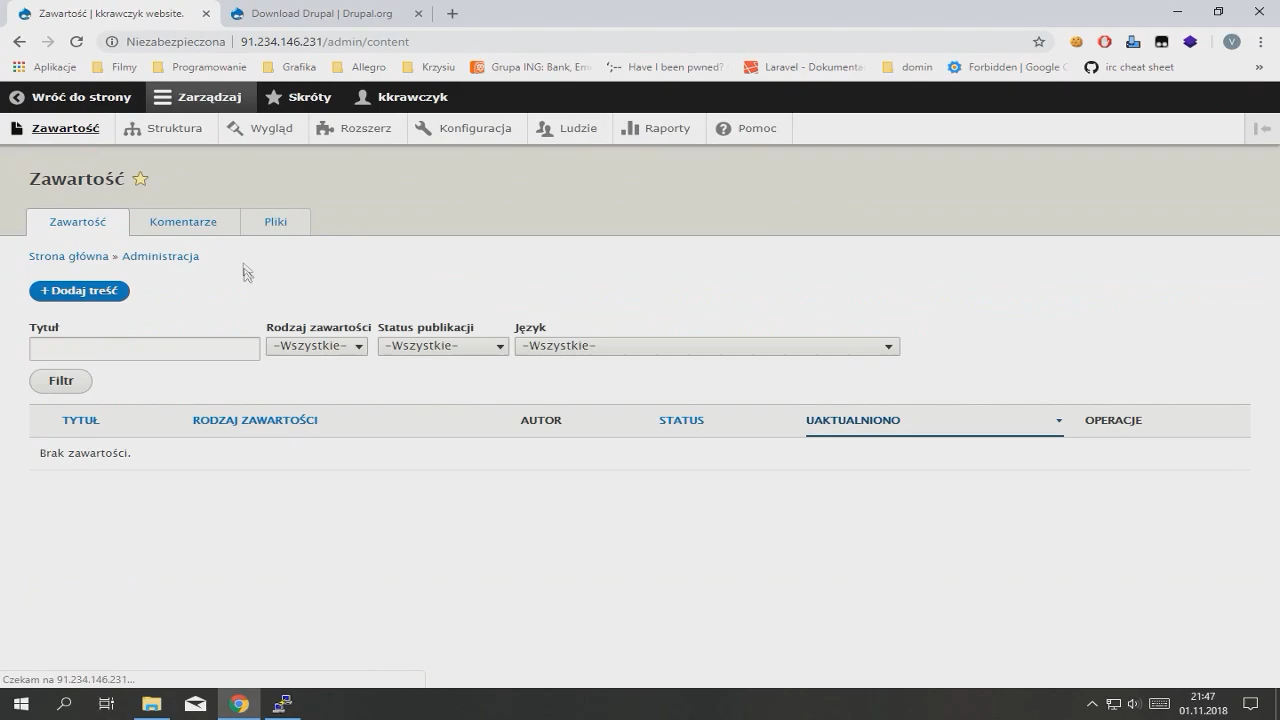 Zawartość | kkrawczyk website.
Download Drupal | Drupal.org
Niezabezpieczona
91.234.146.231/admin/content
V
Aplikacje
Filmy
Programowanie
Grafika
Allegro
Krzysiu
Grupa ING: Bank, Em
Have I been pwned?
Laravel - Dokumenta
domin
Forbidden | Google C
irc cheat sheet
»
Wróć do strony
Zarządzaj
Skróty
kkrawczyk
Zawartość
Struktura
Wygląd
Rozszerz
Konfiguracja
Ludzie
Raporty
Pomoc
Zawartość
Zawartość
Komentarze
Pliki
Strona główna » Administracja
+ Dodaj treść
Tytuł
Rodzaj zawartości
Status publikacji
Język
-Wszystkie-
-Wszystkie-
-Wszystkie-
Filtr
TYTUŁ
RODZAJ ZAWARTOŚCI
AUTOR
STATUS
UAKTUALNIONO
OPERACJE
Brak zawartości.
Czekam na 91.234.146.231...
21:47
01.11.2018